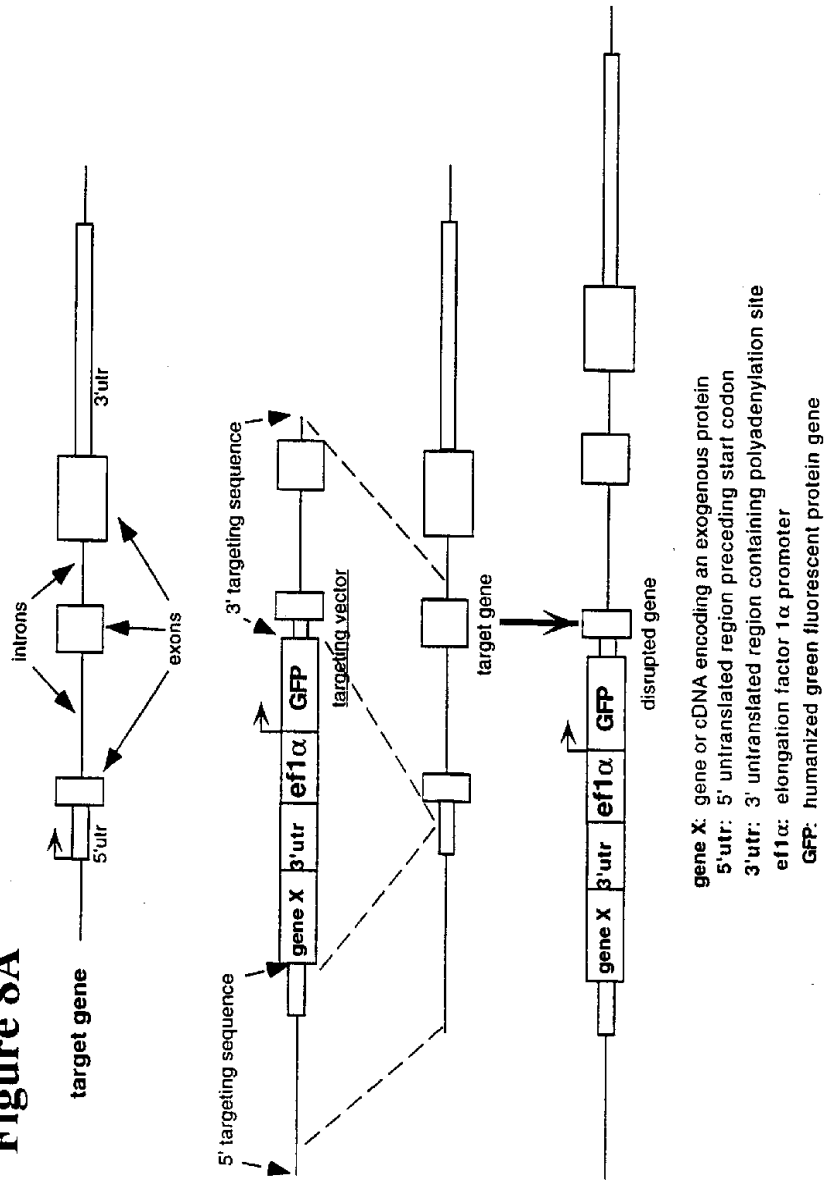 Figure 8A
target gene
5'utr
introns
exons
3'utr
5' targeting sequence
3' targeting sequence
gene X 3'utr ef1α GFP
targeting vector
target gene
gene X 3'utr ef1α GFP
disrupted gene
gene X: gene or cDNA encoding an exogenous protein
5'utr: 5' untranslated region preceding start codon
3'utr: 3' untranslated region containing polyadenylation site
ef1α: elongation factor 1α promoter
GFP: humanized green fluorescent protein gene